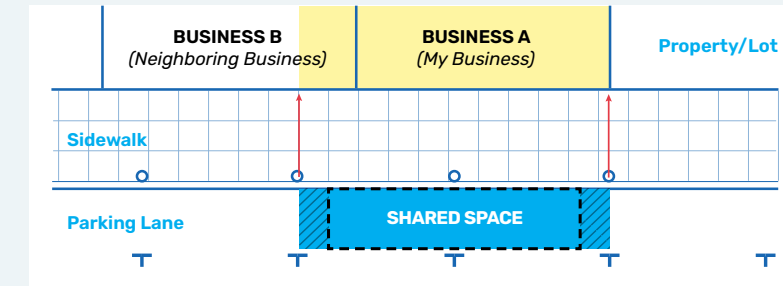 BUSINESS B
(Neighboring Business)
BUSINESS A
(My Business)
Property/Lot
Sidewalk
Parking Lane
SHARED SPACE